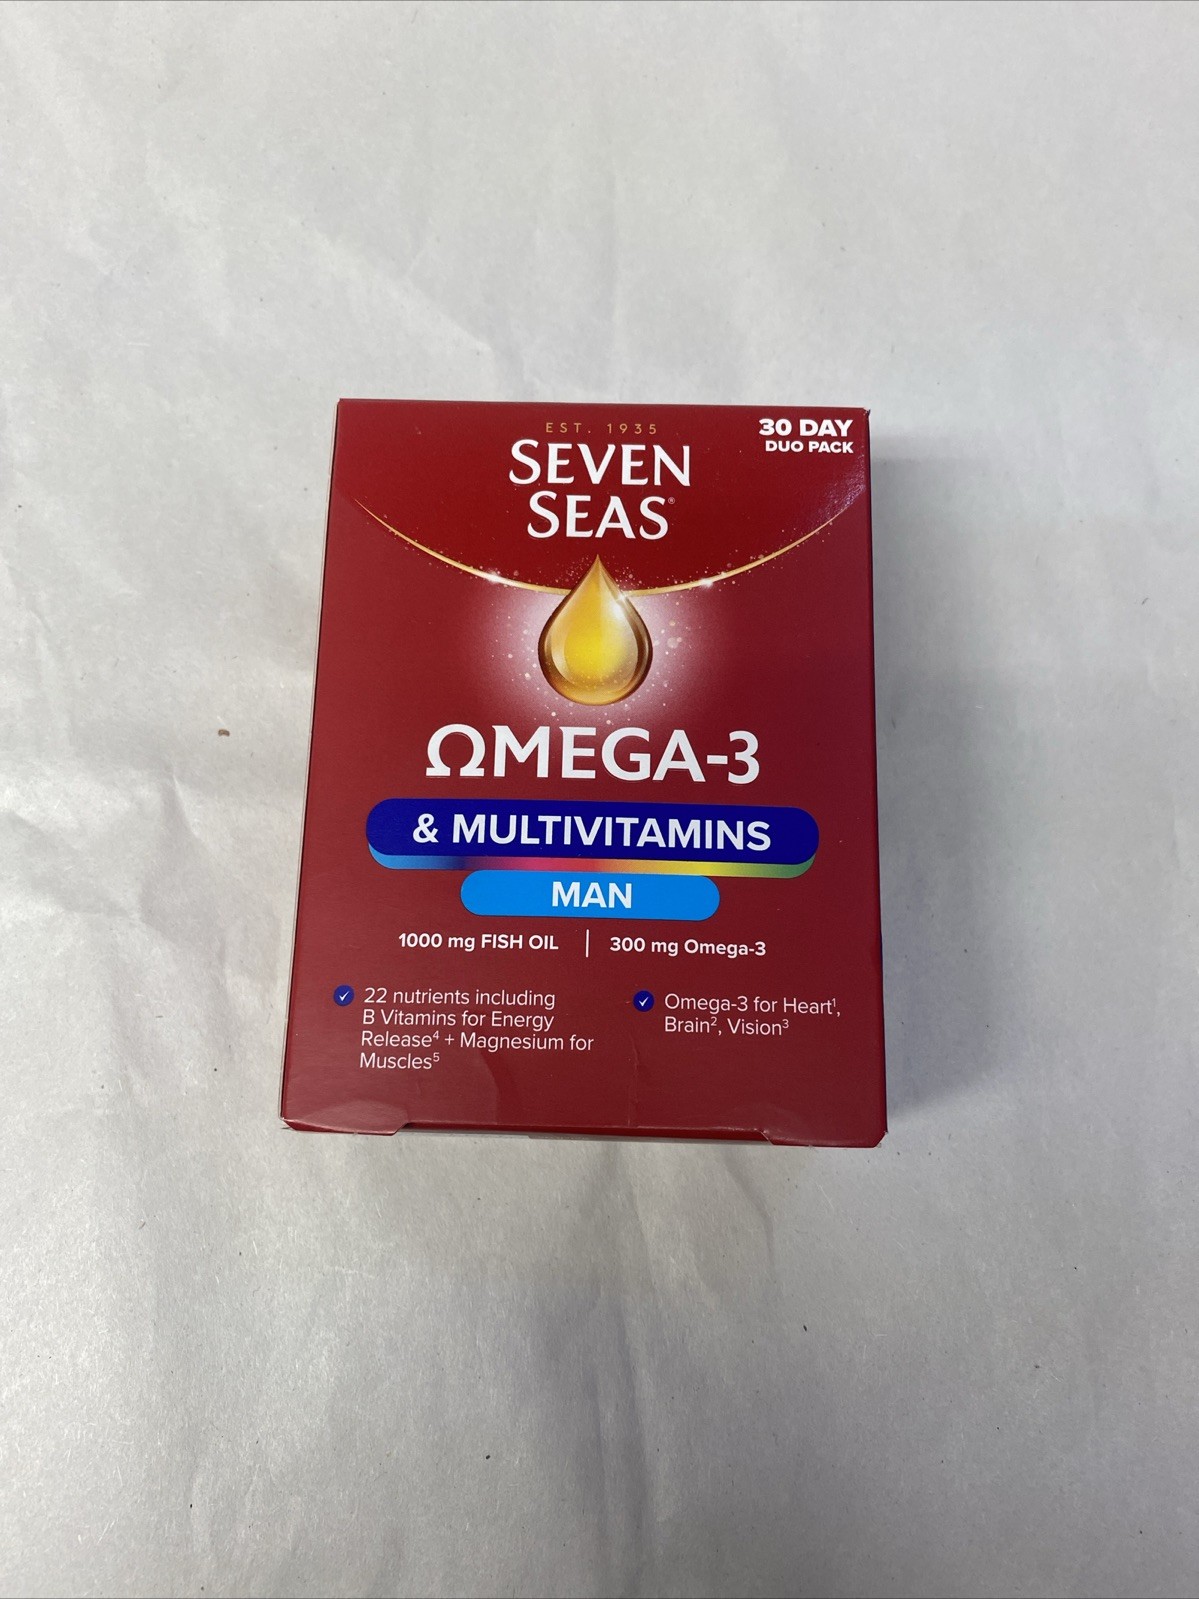 EST. 1935
SEVEN
SEAS®
30 DAY
DUO PACK
ΩMEGA-3
& MULTIVITAMINS
MAN
1000 mg FISH OIL | 300 mg Omega-3
22 nutrients including
B Vitamins for Energy
Release⁴ + Magnesium for
Muscles⁵
Omega-3 for Heart¹,
Brain², Vision³